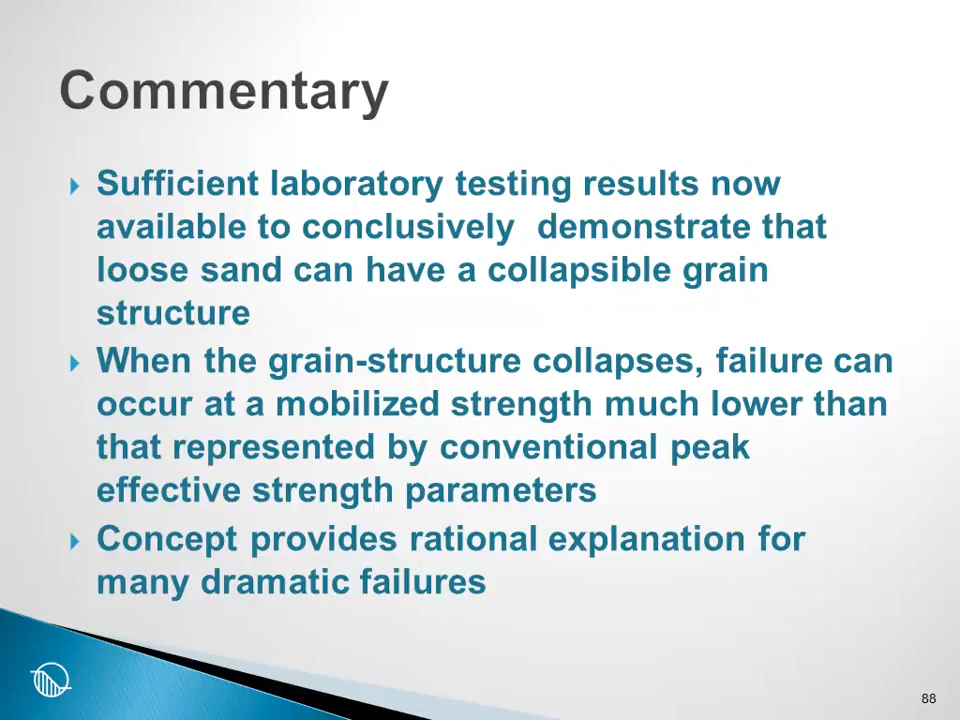 Commentary
Sufficient laboratory testing results now
available to conclusively  demonstrate that
loose sand can have a collapsible grain
structure
When the grain-structure collapses, failure can
occur at a mobilized strength much lower than
that represented by conventional peak
effective strength parameters
Concept provides rational explanation for
many dramatic failures
88